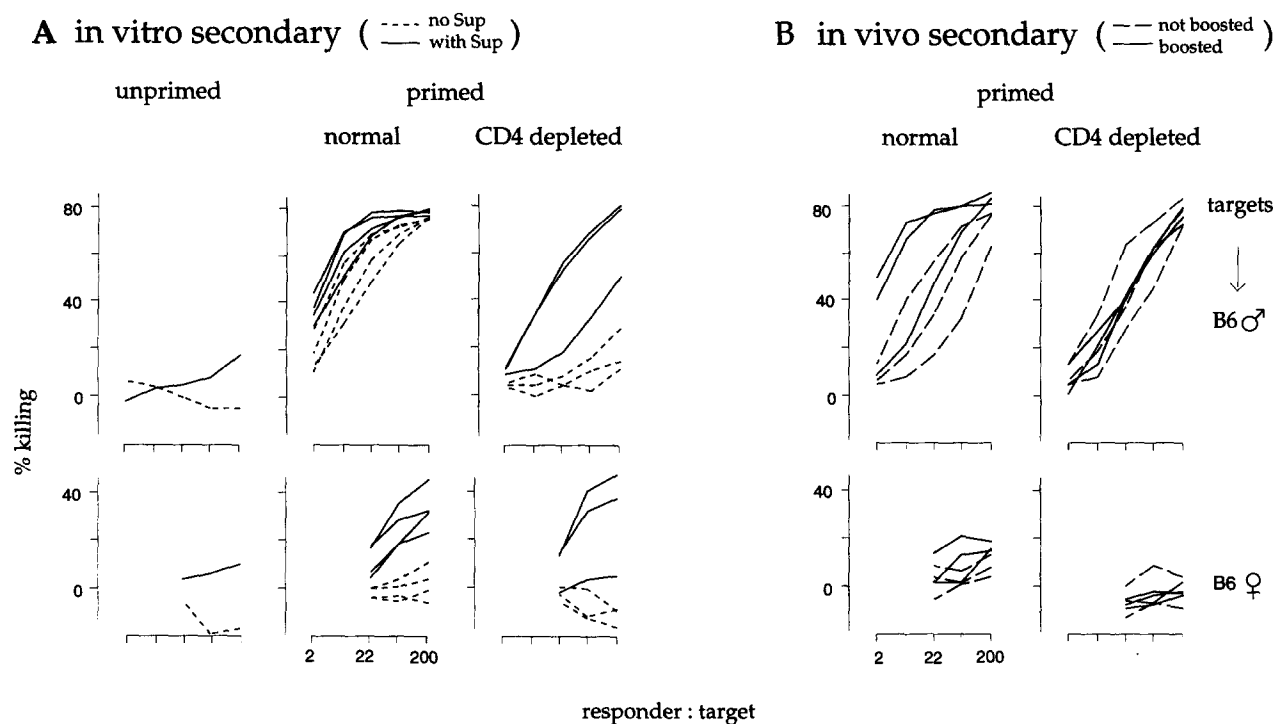 A in vitro secondary ( ---- no Sup
— with Sup )
B in vivo secondary ( — — not boosted
— boosted )
unprimed
primed
primed
normal
CD4 depleted
normal
CD4 depleted
80
40
0
80
40
0
targets
B6 ♂
% killing
40
0
40
0
B6 ♀
2 22 200
2 22 200
responder : target